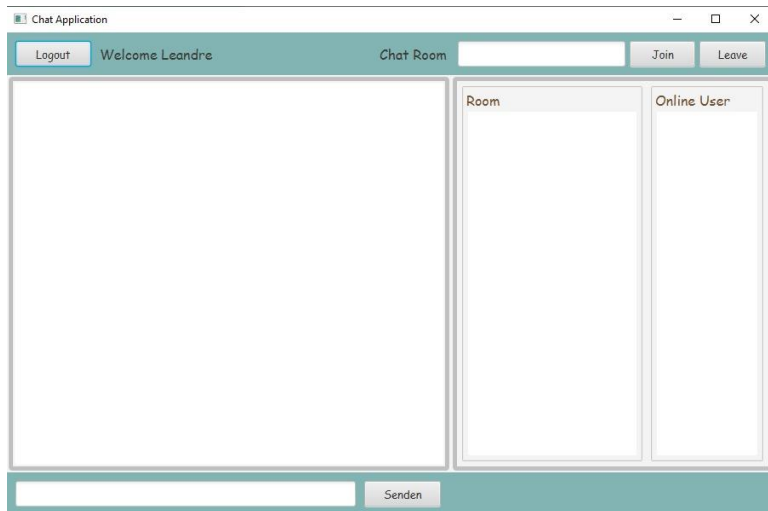 Chat Application
Logout Welcome Leandre Chat Room Join Leave
Room Online User
Senden